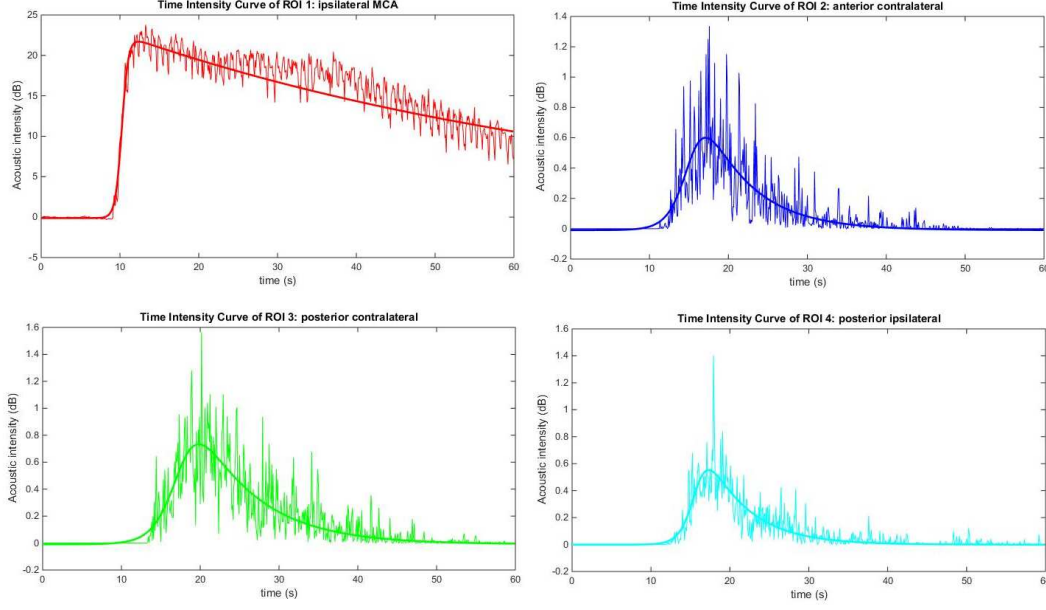 Time Intensity Curve of ROI 1: ipsilateral MCA
25
20
15
10
5
0
-5
Acoustic intensity (dB)
0 10 20 30 40 50 60
time (s)
Time Intensity Curve of ROI 2: anterior contralateral
1.4
1.2
1
0.8
0.6
0.4
0.2
0
-0.2
Acoustic intensity (dB)
0 10 20 30 40 50 60
time (s)
Time Intensity Curve of ROI 3: posterior contralateral
1.6
1.4
1.2
1
0.8
0.6
0.4
0.2
0
-0.2
Acoustic intensity (dB)
0 10 20 30 40 50 60
time (s)
Time Intensity Curve of ROI 4: posterior ipsilateral
1.6
1.4
1.2
1
0.8
0.6
0.4
0.2
0
-0.2
Acoustic intensity (dB)
0 10 20 30 40 50 60
time (s)